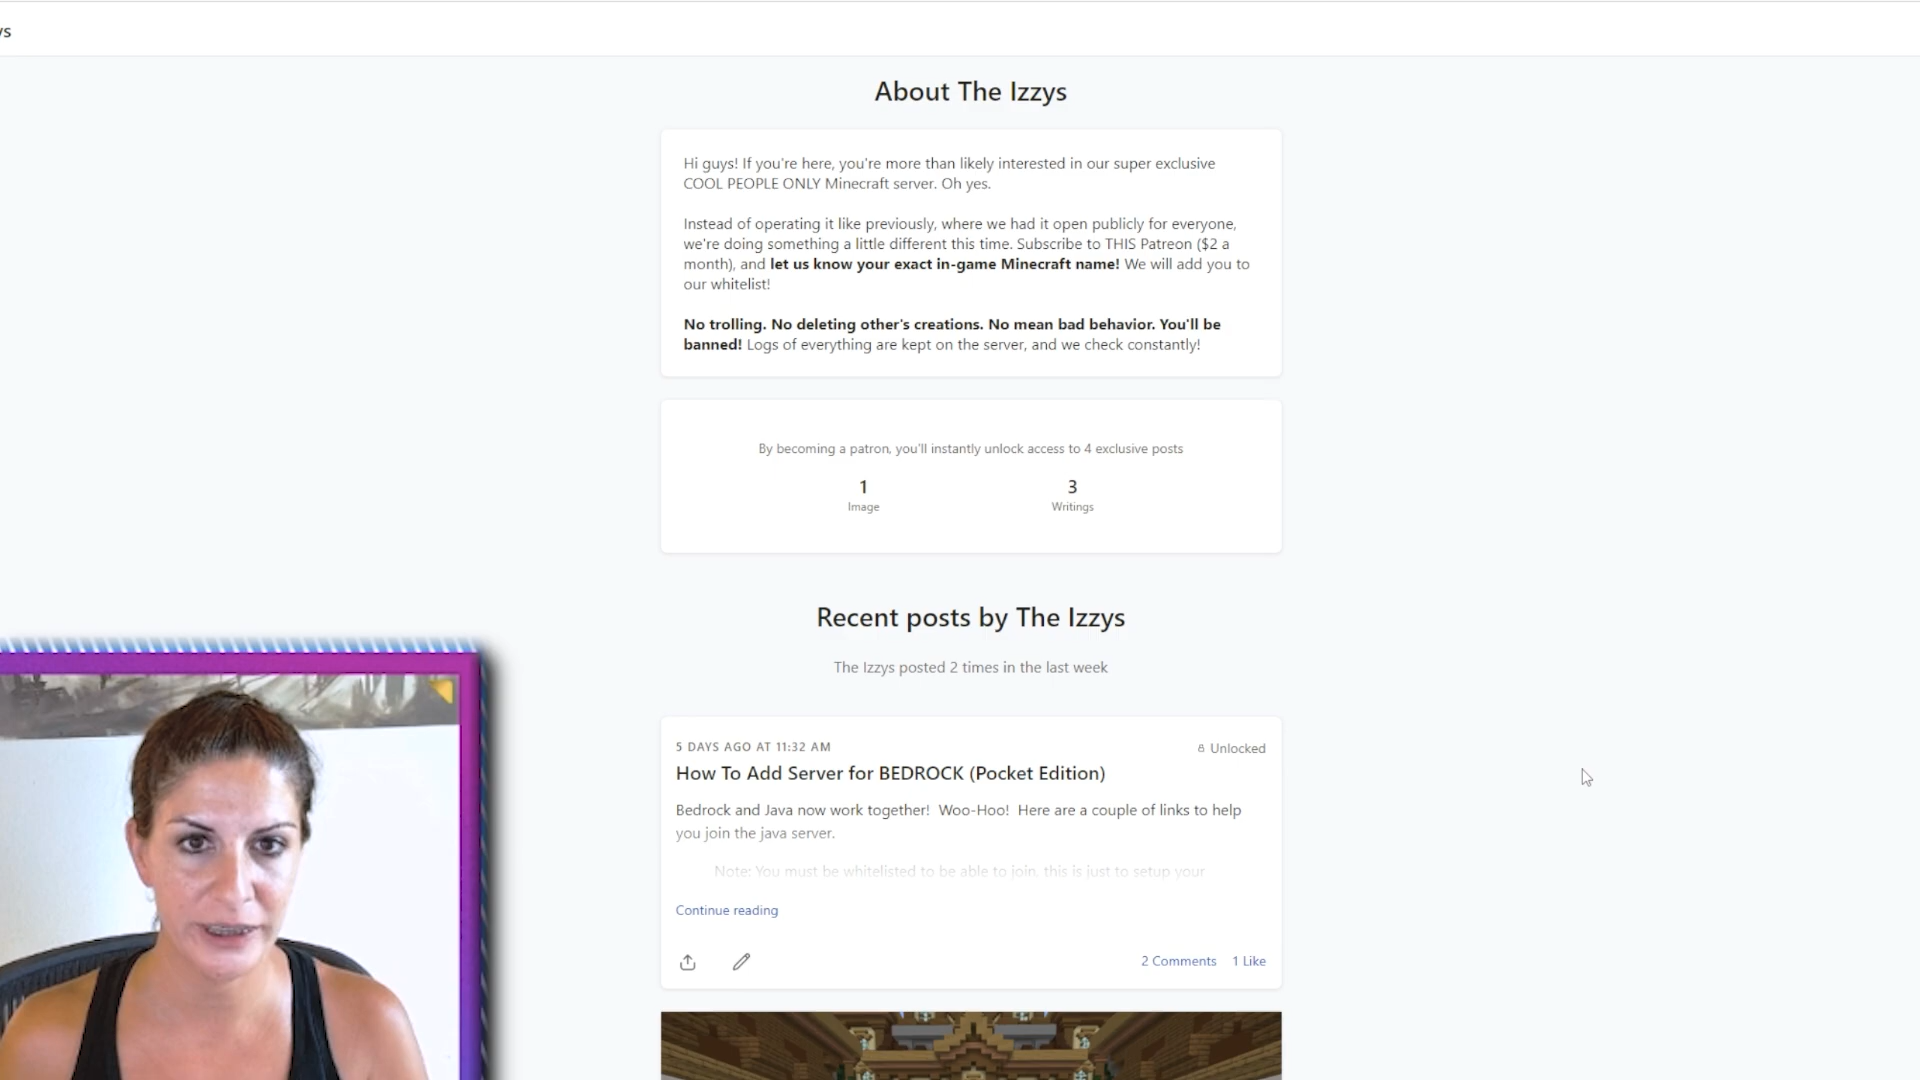 ys
About The Izzys
Hi guys! If you're here, you're more than likely interested in our super exclusive
COOL PEOPLE ONLY Minecraft server. Oh yes.
Instead of operating it like previously, where we had it open publicly for everyone,
we're doing something a little different this time. Subscribe to THIS Patreon ($2 a
month), and let us know your exact in-game Minecraft name! We will add you to
our whitelist!
No trolling. No deleting other's creations. No mean bad behavior. You'll be
banned! Logs of everything are kept on the server, and we check constantly!
By becoming a patron, you'll instantly unlock access to 4 exclusive posts
1 3
Image Writings
Recent posts by The Izzys
The Izzys posted 2 times in the last week
5 DAYS AGO AT 11:32 AM Unlocked
How To Add Server for BEDROCK (Pocket Edition)
Bedrock and Java now work together! Woo-Hoo! Here are a couple of links to help
you join the java server.
Note: You must be whitelisted to be able to join, this is just to setup your
Continue reading
2 Comments 1 Like